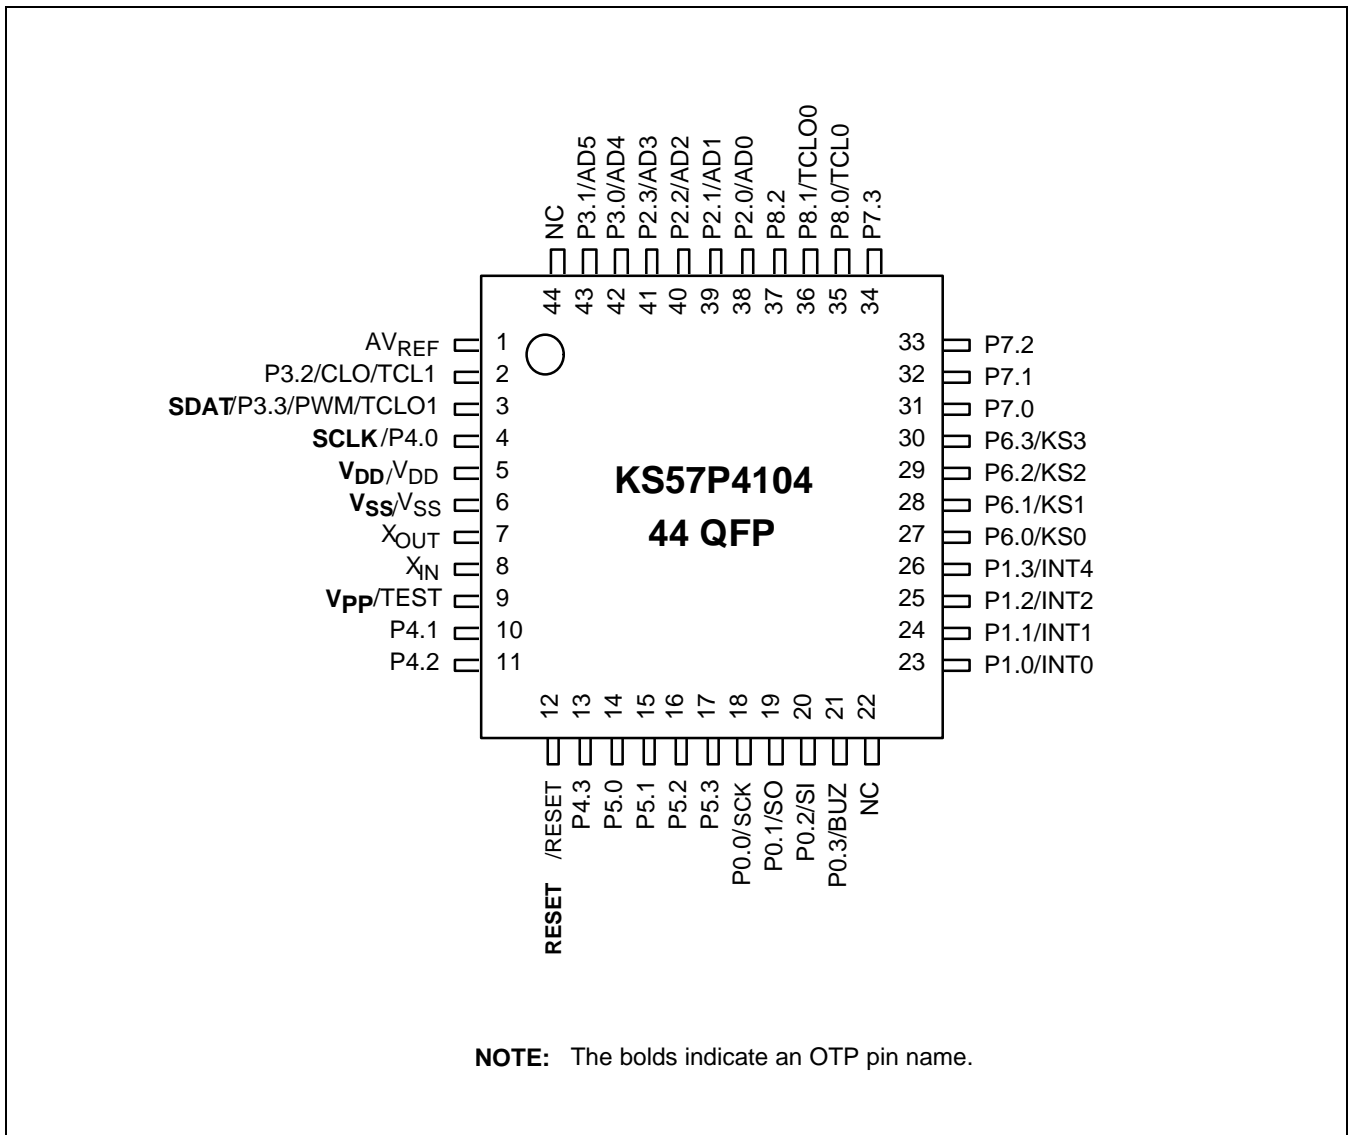 NC
P3.1/AD5
P3.0/AD4
P2.3/AD3
P2.2/AD2
P2.1/AD1
P2.0/AD0
P8.2
P8.1/TCLO0
P8.0/TCL0
P7.3
44
43
42
41
40
39
38
37
36
35
34
AVREF 1
P3.2/CLO/TCL1 2
SDAT/P3.3/PWM/TCLO1 3
SCLK/P4.0 4
VDD/VDD 5
VSS/VSS 6
XOUT 7
XIN 8
VPP/TEST 9
P4.1 10
P4.2 11
KS57P4104
44 QFP
33 P7.2
32 P7.1
31 P7.0
30 P6.3/KS3
29 P6.2/KS2
28 P6.1/KS1
27 P6.0/KS0
26 P1.3/INT4
25 P1.2/INT2
24 P1.1/INT1
23 P1.0/INT0
12
13
14
15
16
17
18
19
20
21
22
RESET /RESET
P4.3
P5.0
P5.1
P5.2
P5.3
P0.0/SCK
P0.1/SO
P0.2/SI
P0.3/BUZ
NC
NOTE: The bolds indicate an OTP pin name.